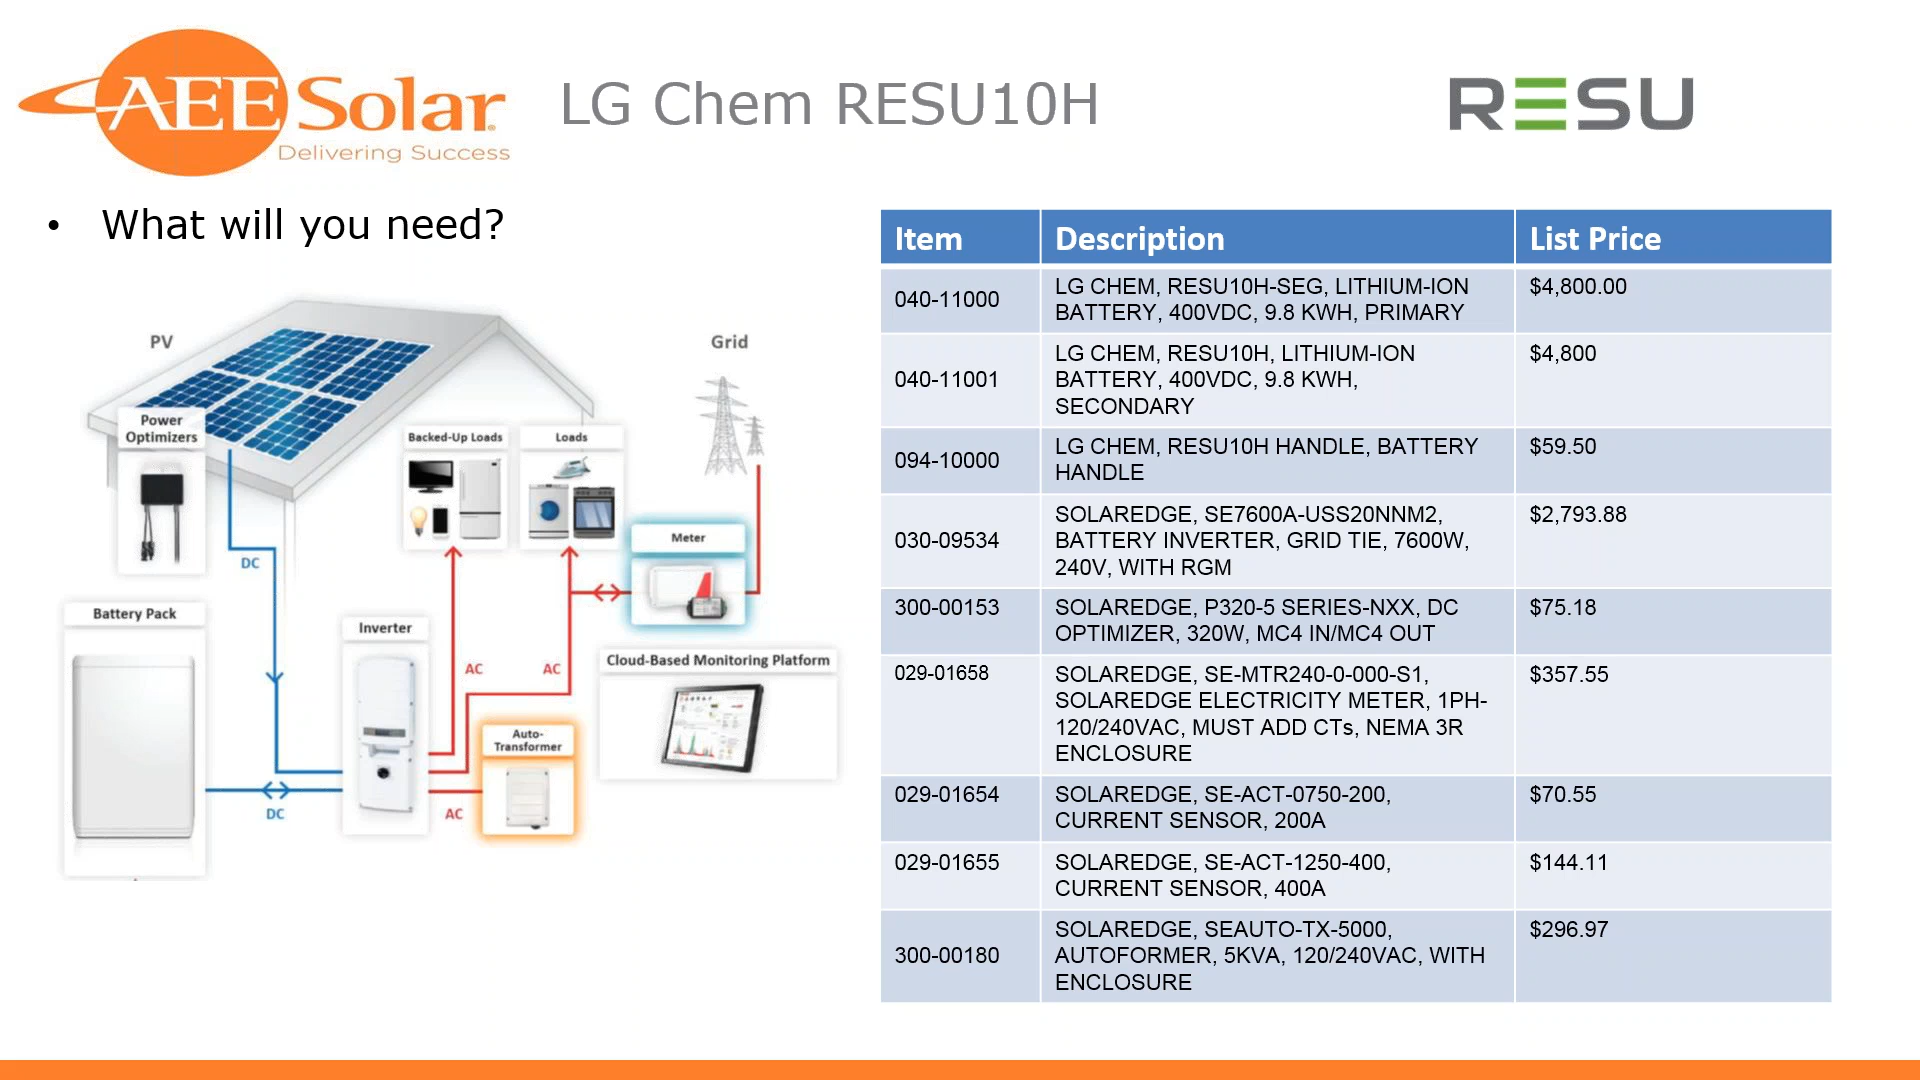 AEE Solar®
Delivering Success
LG Chem RESU10H
RESU
• What will you need?
PV
Grid
Power
Optimizers
Backed-Up Loads
Loads
Meter
DC
Battery Pack
Inverter
AC
AC
Cloud-Based Monitoring Platform
Auto-
Transformer
DC
AC
Item Description List Price
040-11000 LG CHEM, RESU10H-SEG, LITHIUM-ION $4,800.00
BATTERY, 400VDC, 9.8 KWH, PRIMARY
040-11001 LG CHEM, RESU10H, LITHIUM-ION $4,800
BATTERY, 400VDC, 9.8 KWH,
SECONDARY
094-10000 LG CHEM, RESU10H HANDLE, BATTERY $59.50
HANDLE
030-09534 SOLAREDGE, SE7600A-USS20NNM2, $2,793.88
BATTERY INVERTER, GRID TIE, 7600W,
240V, WITH RGM
300-00153 SOLAREDGE, P320-5 SERIES-NXX, DC $75.18
OPTIMIZER, 320W, MC4 IN/MC4 OUT
029-01658 SOLAREDGE, SE-MTR240-0-000-S1, $357.55
SOLAREDGE ELECTRICITY METER, 1PH-
120/240VAC, MUST ADD CTs, NEMA 3R
ENCLOSURE
029-01654 SOLAREDGE, SE-ACT-0750-200, $70.55
CURRENT SENSOR, 200A
029-01655 SOLAREDGE, SE-ACT-1250-400, $144.11
CURRENT SENSOR, 400A
300-00180 SOLAREDGE, SEAUTO-TX-5000, $296.97
AUTOFORMER, 5KVA, 120/240VAC, WITH
ENCLOSURE